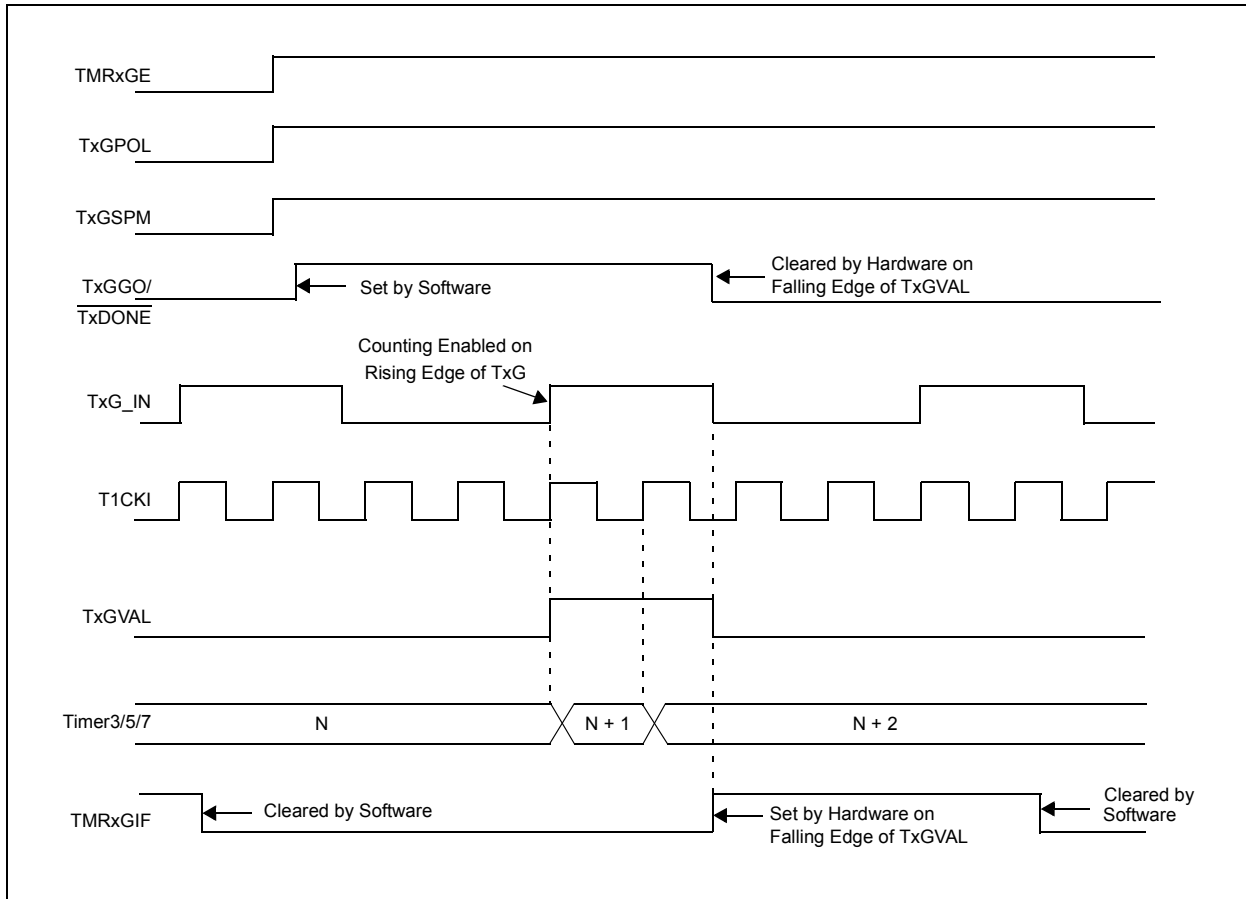 TMRxGE
TxGPOL
TxGSPM
TxGGO/
TxDONE
Set by Software
Cleared by Hardware on
Falling Edge of TxGVAL
Counting Enabled on
Rising Edge of TxG
TxG_IN
T1CKI
TxGVAL
Timer3/5/7
N
N + 1
N + 2
TMRxGIF
Cleared by Software
Set by Hardware on
Falling Edge of TxGVAL
Cleared by
Software